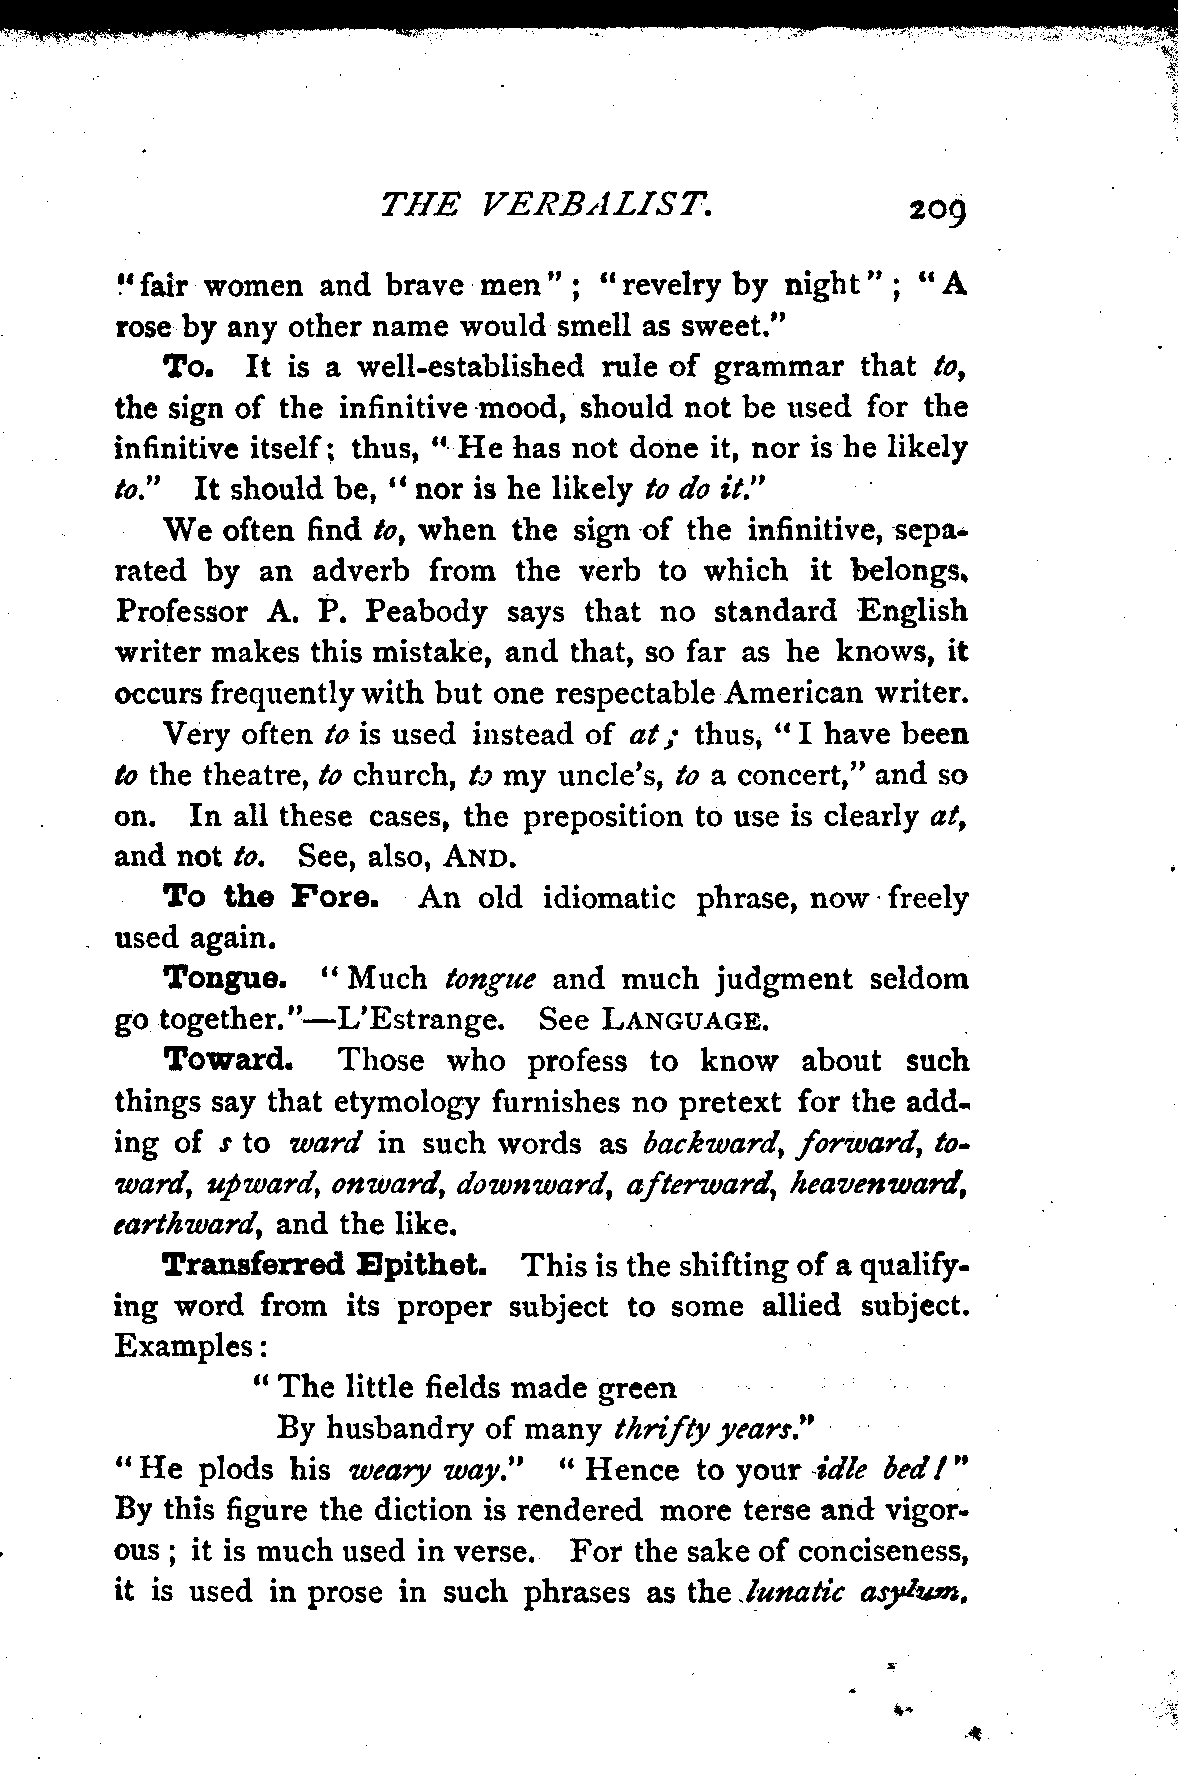 THE VERBALIST. 209
"fair women and brave men"; "revelry by night"; "A
rose by any other name would smell as sweet."
To. It is a well-established rule of grammar that to,
the sign of the infinitive mood, should not be used for the
infinitive itself; thus, "He has not done it, nor is he likely
to." It should be, "nor is he likely to do it."
We often find to, when the sign of the infinitive, sepa-
rated by an adverb from the verb to which it belongs.
Professor A. P. Peabody says that no standard English
writer makes this mistake, and that, so far as he knows, it
occurs frequently with but one respectable American writer.
Very often to is used instead of at; thus, "I have been
to the theatre, to church, to my uncle's, to a concert," and so
on. In all these cases, the preposition to use is clearly at,
and not to. See, also, AND.
To the Fore. An old idiomatic phrase, now freely
used again.
Tongue. "Much tongue and much judgment seldom
go together."—L'Estrange. See LANGUAGE.
Toward. Those who profess to know about such
things say that etymology furnishes no pretext for the add-
ing of s to ward in such words as backward, forward, to-
ward, upward, onward, downward, afterward, heavenward,
earthward, and the like.
Transferred Epithet. This is the shifting of a qualify-
ing word from its proper subject to some allied subject.
Examples:
"The little fields made green
By husbandry of many thrifty years."
"He plods his weary way." "Hence to your idle bed!"
By this figure the diction is rendered more terse and vigor-
ous; it is much used in verse. For the sake of conciseness,
it is used in prose in such phrases as the lunatic asylum,